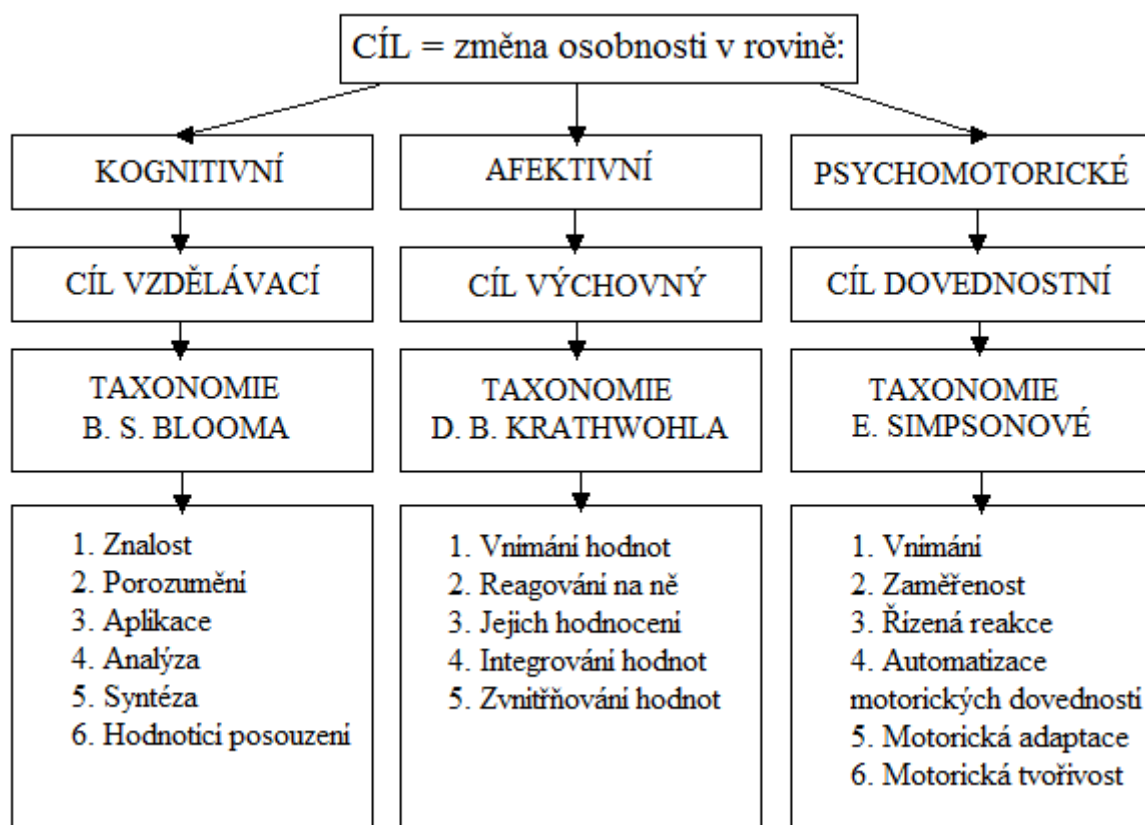 CÍL = změna osobnosti v rovině:
KOGNITIVNÍ
AFEKTIVNÍ
PSYCHOMOTORICKÉ
CÍL VZDĚLÁVACÍ
CÍL VÝCHOVNÝ
CÍL DOVEDNOSTNÍ
TAXONOMIE
B. S. BLOOMA
TAXONOMIE
D. B. KRATHWOHLA
TAXONOMIE
E. SIMPSONOVÉ
1. Znalost
2. Porozumění
3. Aplikace
4. Analýza
5. Syntéza
6. Hodnotící posouzení
1. Vnímání hodnot
2. Reagování na ně
3. Jejich hodnocení
4. Integrování hodnot
5. Zvnitřňování hodnot
1. Vnímání
2. Zaměřenost
3. Řízená reakce
4. Automatizace
motorických dovedností
5. Motorická adaptace
6. Motorická tvořivost